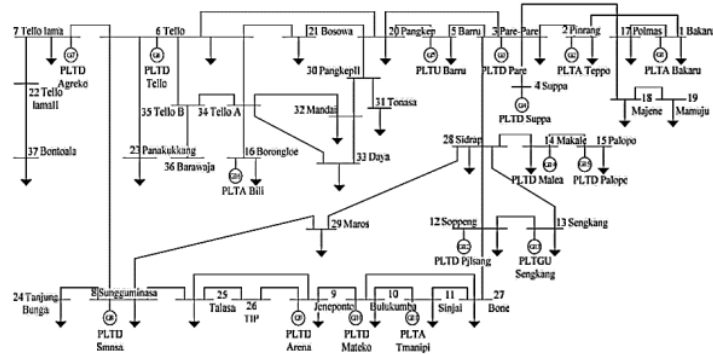 7 Tello lama
6 Tello
21 Bosowa
20 Pangkep
5 Barru
3 Pare-Pare
2 Pinrang
17 Polmas
1 Bakaru
PLTD
Agreko
PLTD
Tello
30 PangkepII
PLTU Barru
PLTD Pare
PLTA Teppo
PLTA Bakaru
22 Tello
lamaII
35 Tello B
34 Tello A
32 Mandai
31 Tonasa
4 Suppa
PLTD Suppa
18
Majene
19
Mamuju
37 Bontoala
23 Panakukkang
36 Barawaja
16 Borongloe
PLTA Bili
33 Daya
28 Sidrap
14 Makale
15 Palopo
PLTD Malea
PLTD Palopo
29 Maros
12 Soppeng
13 Sengkang
PLTD Pjlsang
PLTGU
Sengkang
24 Tanjung
Bunga
8 Sungguminasa
PLTD
Smnsa
25
Talasa
26
TIP
PLTD
Arena
9
Jeneponto
PLTD
Mateko
10
Bulukumba
PLTA
Tmanipi
11
Sinjai
27
Bone